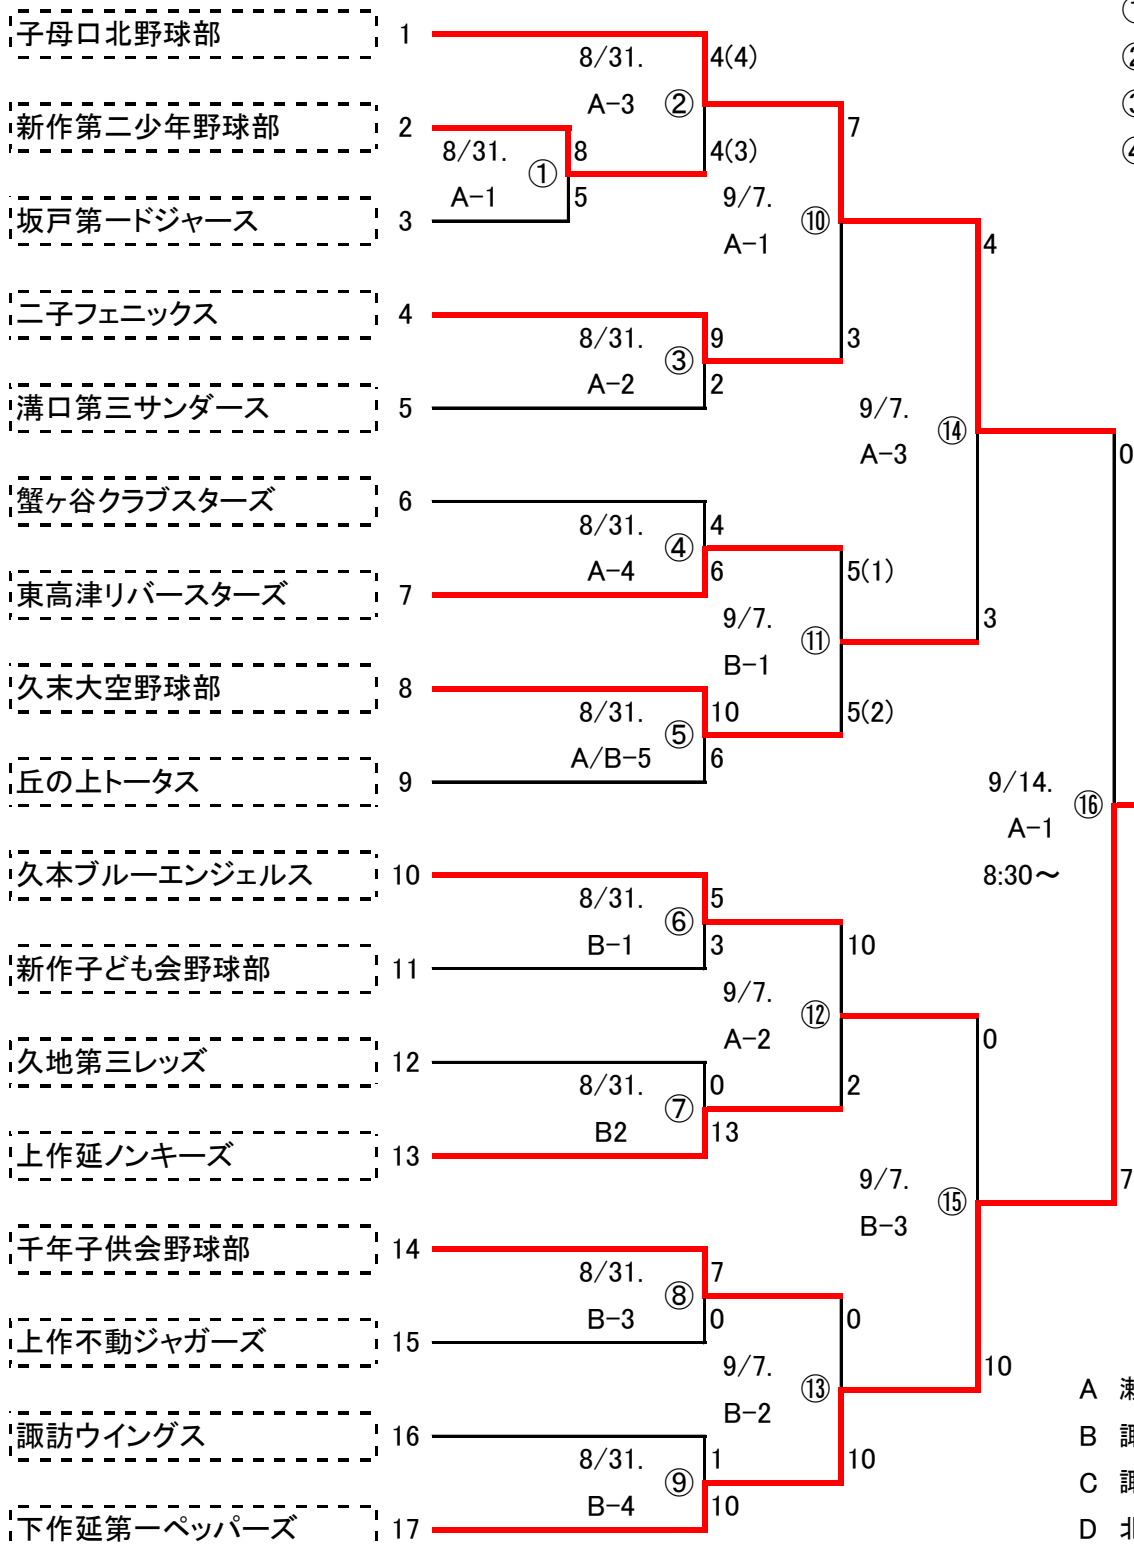 子母口北野球部 1
8/31. 4(4)
A-3 ②
新作第二少年野球部 2
8/31. 8 4(3) 7
A-1 ① 5
坂戸第一ドジャース 3
9/7. ⑩
A-1 4
二子フェニックス 4
8/31. 9 3
A-2 ③ 2
溝口第三サンダース 5
9/7. ⑭
A-3 0
蟹ヶ谷クラブスターズ 6
8/31. 4
A-4 ④ 6 5(1)
東高津リバースターズ 7
9/7. ⑪ 3
B-1
久末大空野球部 8
8/31. 10 5(2)
A/B-5 ⑤ 6
丘の上トータス 9
9/14. ⑯
A-1
8:30～
久本ブルーエンジェルス 10
8/31. 5
B-1 ⑥ 3 10
新作子ども会野球部 11
9/7. ⑫
A-2 0
久地第三レッズ 12
8/31. 0 2
B2 ⑦ 13
上作延ノンキーズ 13
9/7. ⑮ 7
B-3
千年子供会野球部 14
8/31. 7
B-3 ⑧ 0 0
上作不動ジャガーズ 15
9/7. ⑬ 10
B-2
諏訪ウイングス 16
8/31. 1 10
B-4 ⑨ 10
下作延第一ペッパーズ 17
A
B 諏
C 諏
D 北